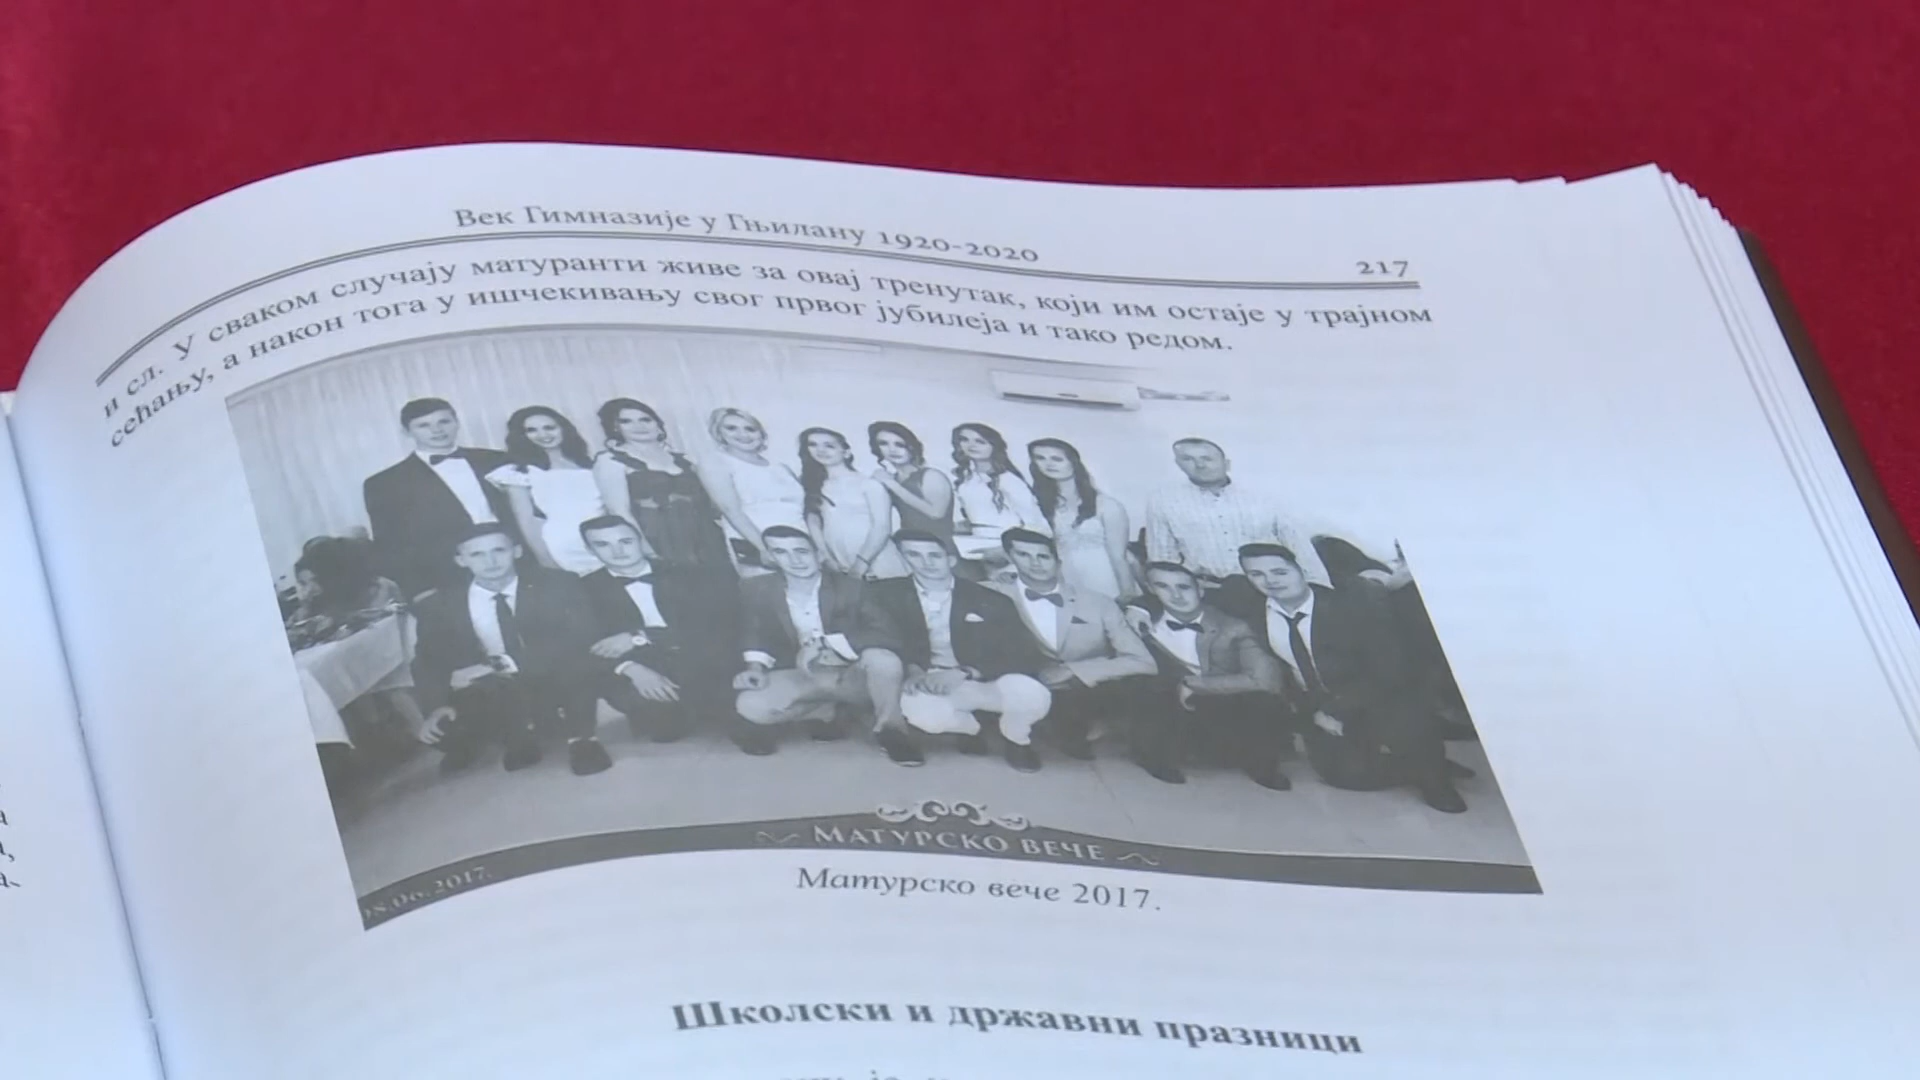 Век Гимназије у Гњилану 1920-2020
217
и сл. У сваком случају матуранти живе за овај тренутак, који им остаје у трајном
сећању, а након тога у ишчекивању свог првог јубилеја и тако редом.
МАТУРСКО ВЕЧЕ
08.06.2017.
Матурско вече 2017.
Школски и државни празници